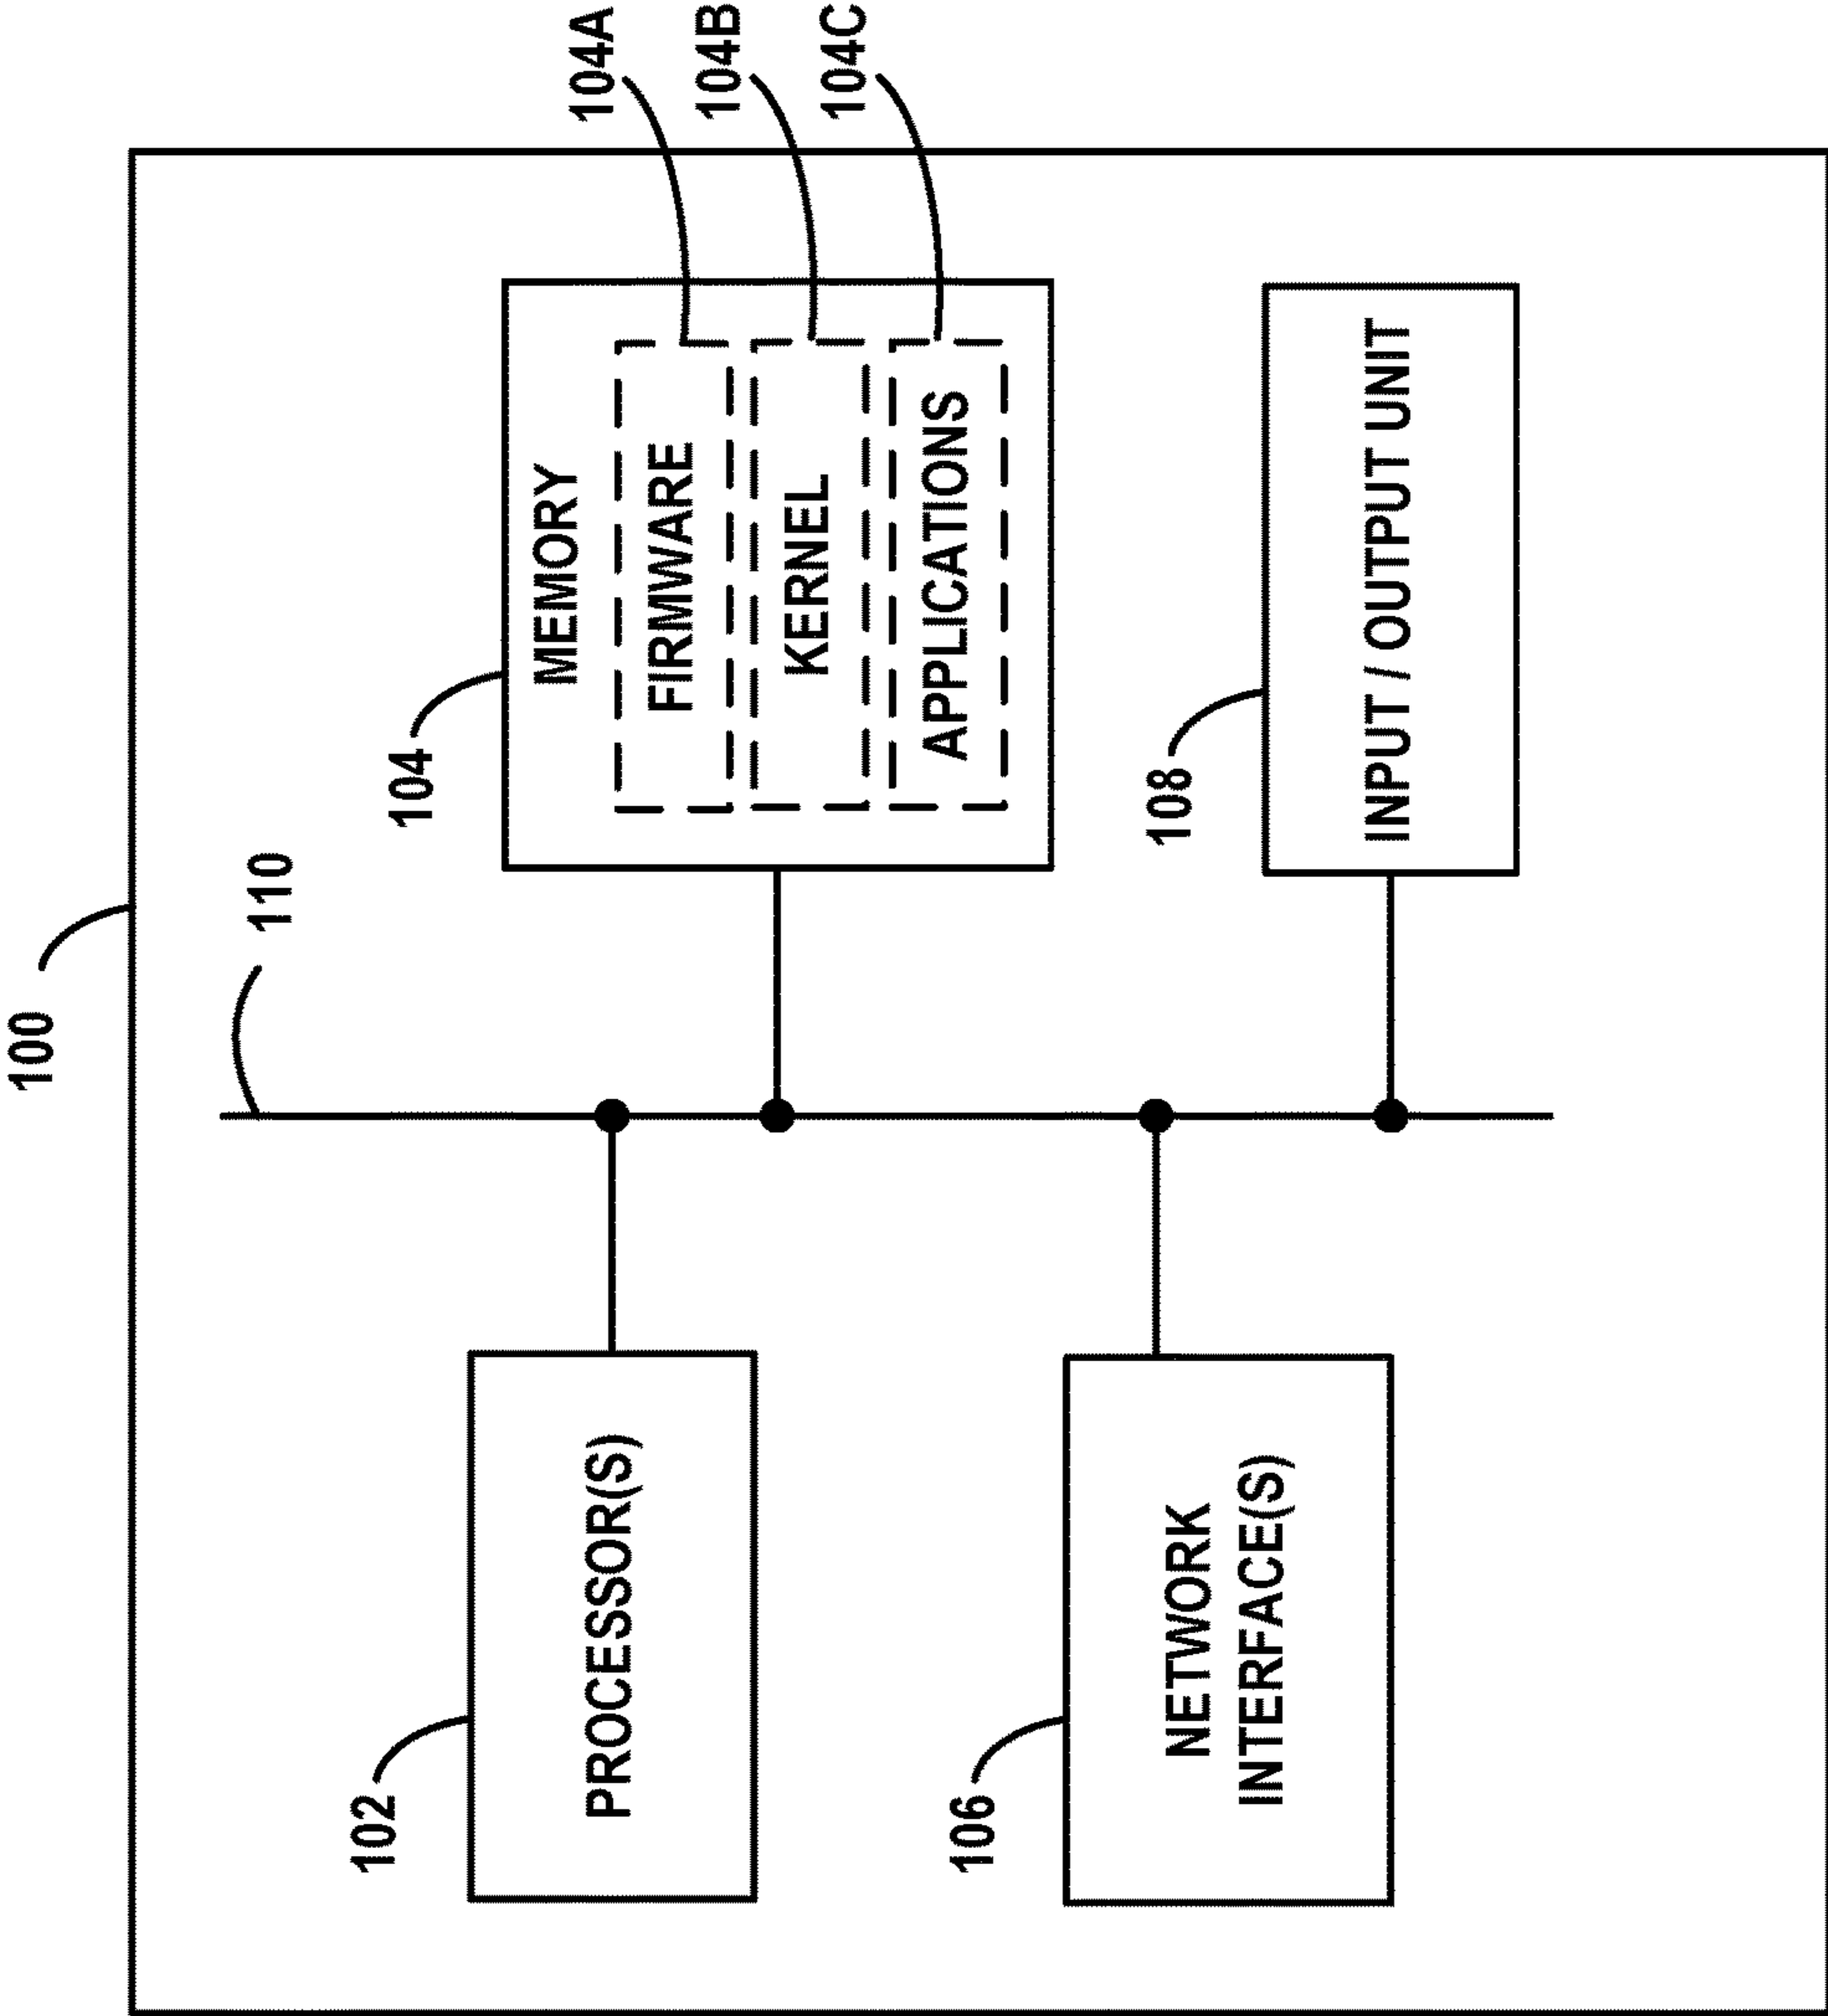 100
110
102
PROCESSOR(S)
104
MEMORY
FIRMWARE
104A
KERNEL
104B
APPLICATIONS
104C
106
NETWORK
INTERFACE(S)
108
INPUT / OUTPUT UNIT